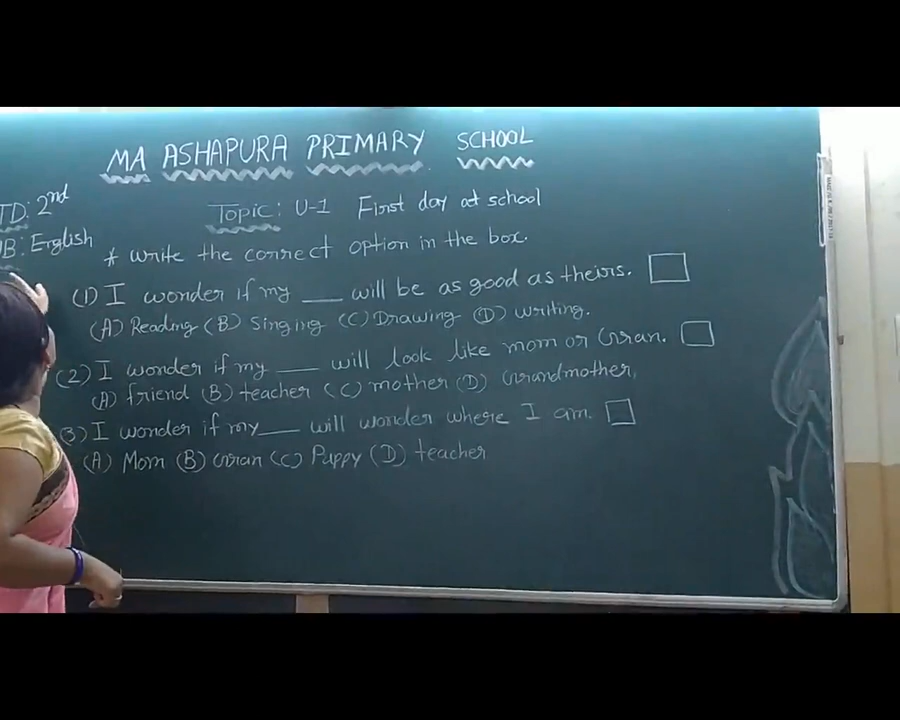 MA ASHAPURA PRIMARY SCHOOL
TD: 2nd
Topic: U-1 First day at school
UB: English
* write the correct option in the box.
(1) I wonder if my ___ will be as good as theirs.
(A) Reading (B) singing (C) Drawing (D) writing.
(2) I wonder if my ___ will look like mom or Gran.
(A) friend (B) teacher (C) mother (D) Grandmother.
(3) I wonder if my ___ will wonder where I am.
(A) Mom (B) Gran (C) Puppy (D) teacher